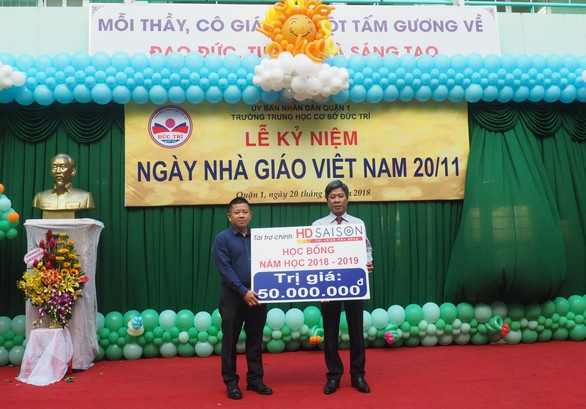 MỖI THẦY, CÔ GIÁ ỘT TẤM GƯƠNG VỀ
ĐẠO ĐỨC, TỰ À SÁNG TẠO
ỦY BAN NHÂN DÂN QUẬN 1
TRƯỜNG TRUNG HỌC CƠ SỞ ĐỨC TRÍ
ĐỨC TRÍ
LỄ KỶ NIỆM
NGÀY NHÀ GIÁO VIỆT NAM 20/11
Quận 1, ngày 20 tháng 2018
Tài trợ chính: HD SAISON
HỌC BỔNG
NĂM HỌC 2018 - 2019
Trị giá:
50.000.000đ